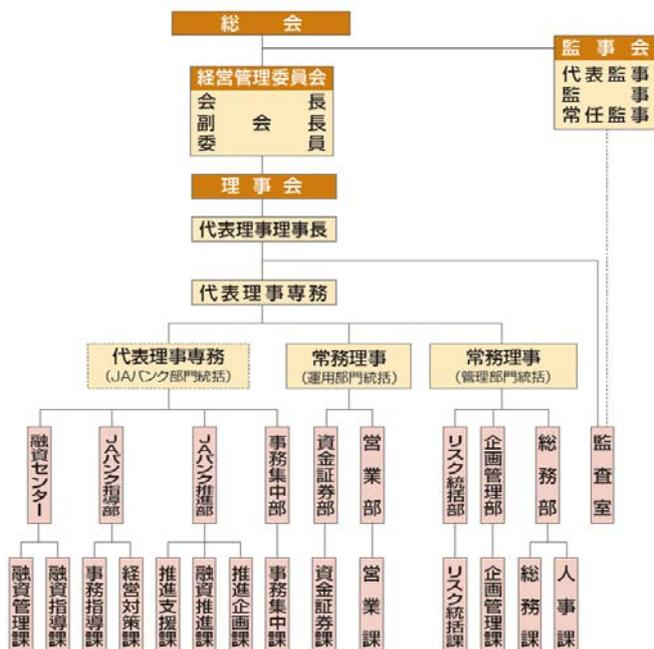 総会
監事会
代表監事
監事
常任監事
経営管理委員会
会長
副会長
委員
理事会
代表理事理事長
代表理事専務
代表理事専務
(JAバンク部門統括)
常務理事
(運用部門統括)
常務理事
(管理部門統括)
融資センター
JAバンク指導部
JAバンク推進部
事務集中部
資金証券部
営業部
リスク統括部
企画管理部
総務部
監査室
融資管理課
融資指導課
事務指導課
経営対策課
推進支援課
融資推進課
推進企画課
事務集中課
資金証券課
営業課
リスク統括課
企画管理課
総務課
人事課